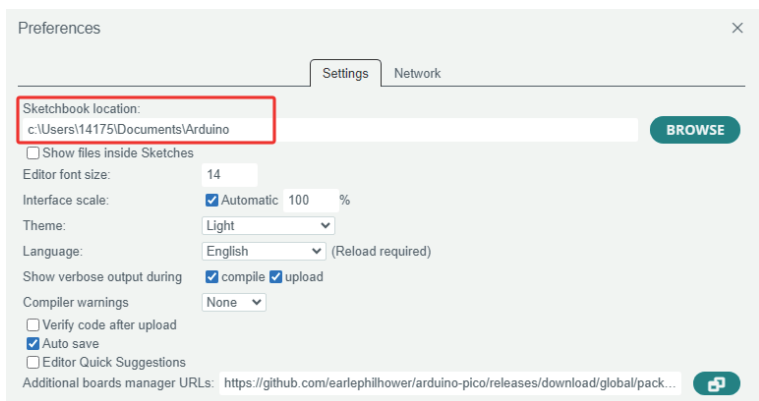 Preferences
Settings Network
Sketchbook location:
c:\Users\14175\Documents\Arduino BROWSE
Show files inside Sketches
Editor font size: 14
Interface scale: Automatic 100 %
Theme: Light
Language: English (Reload required)
Show verbose output during compile upload
Compiler warnings None
Verify code after upload
Auto save
Editor Quick Suggestions
Additional boards manager URLs: https://github.com/earlephilhower/arduino-pico/releases/download/global/pack...